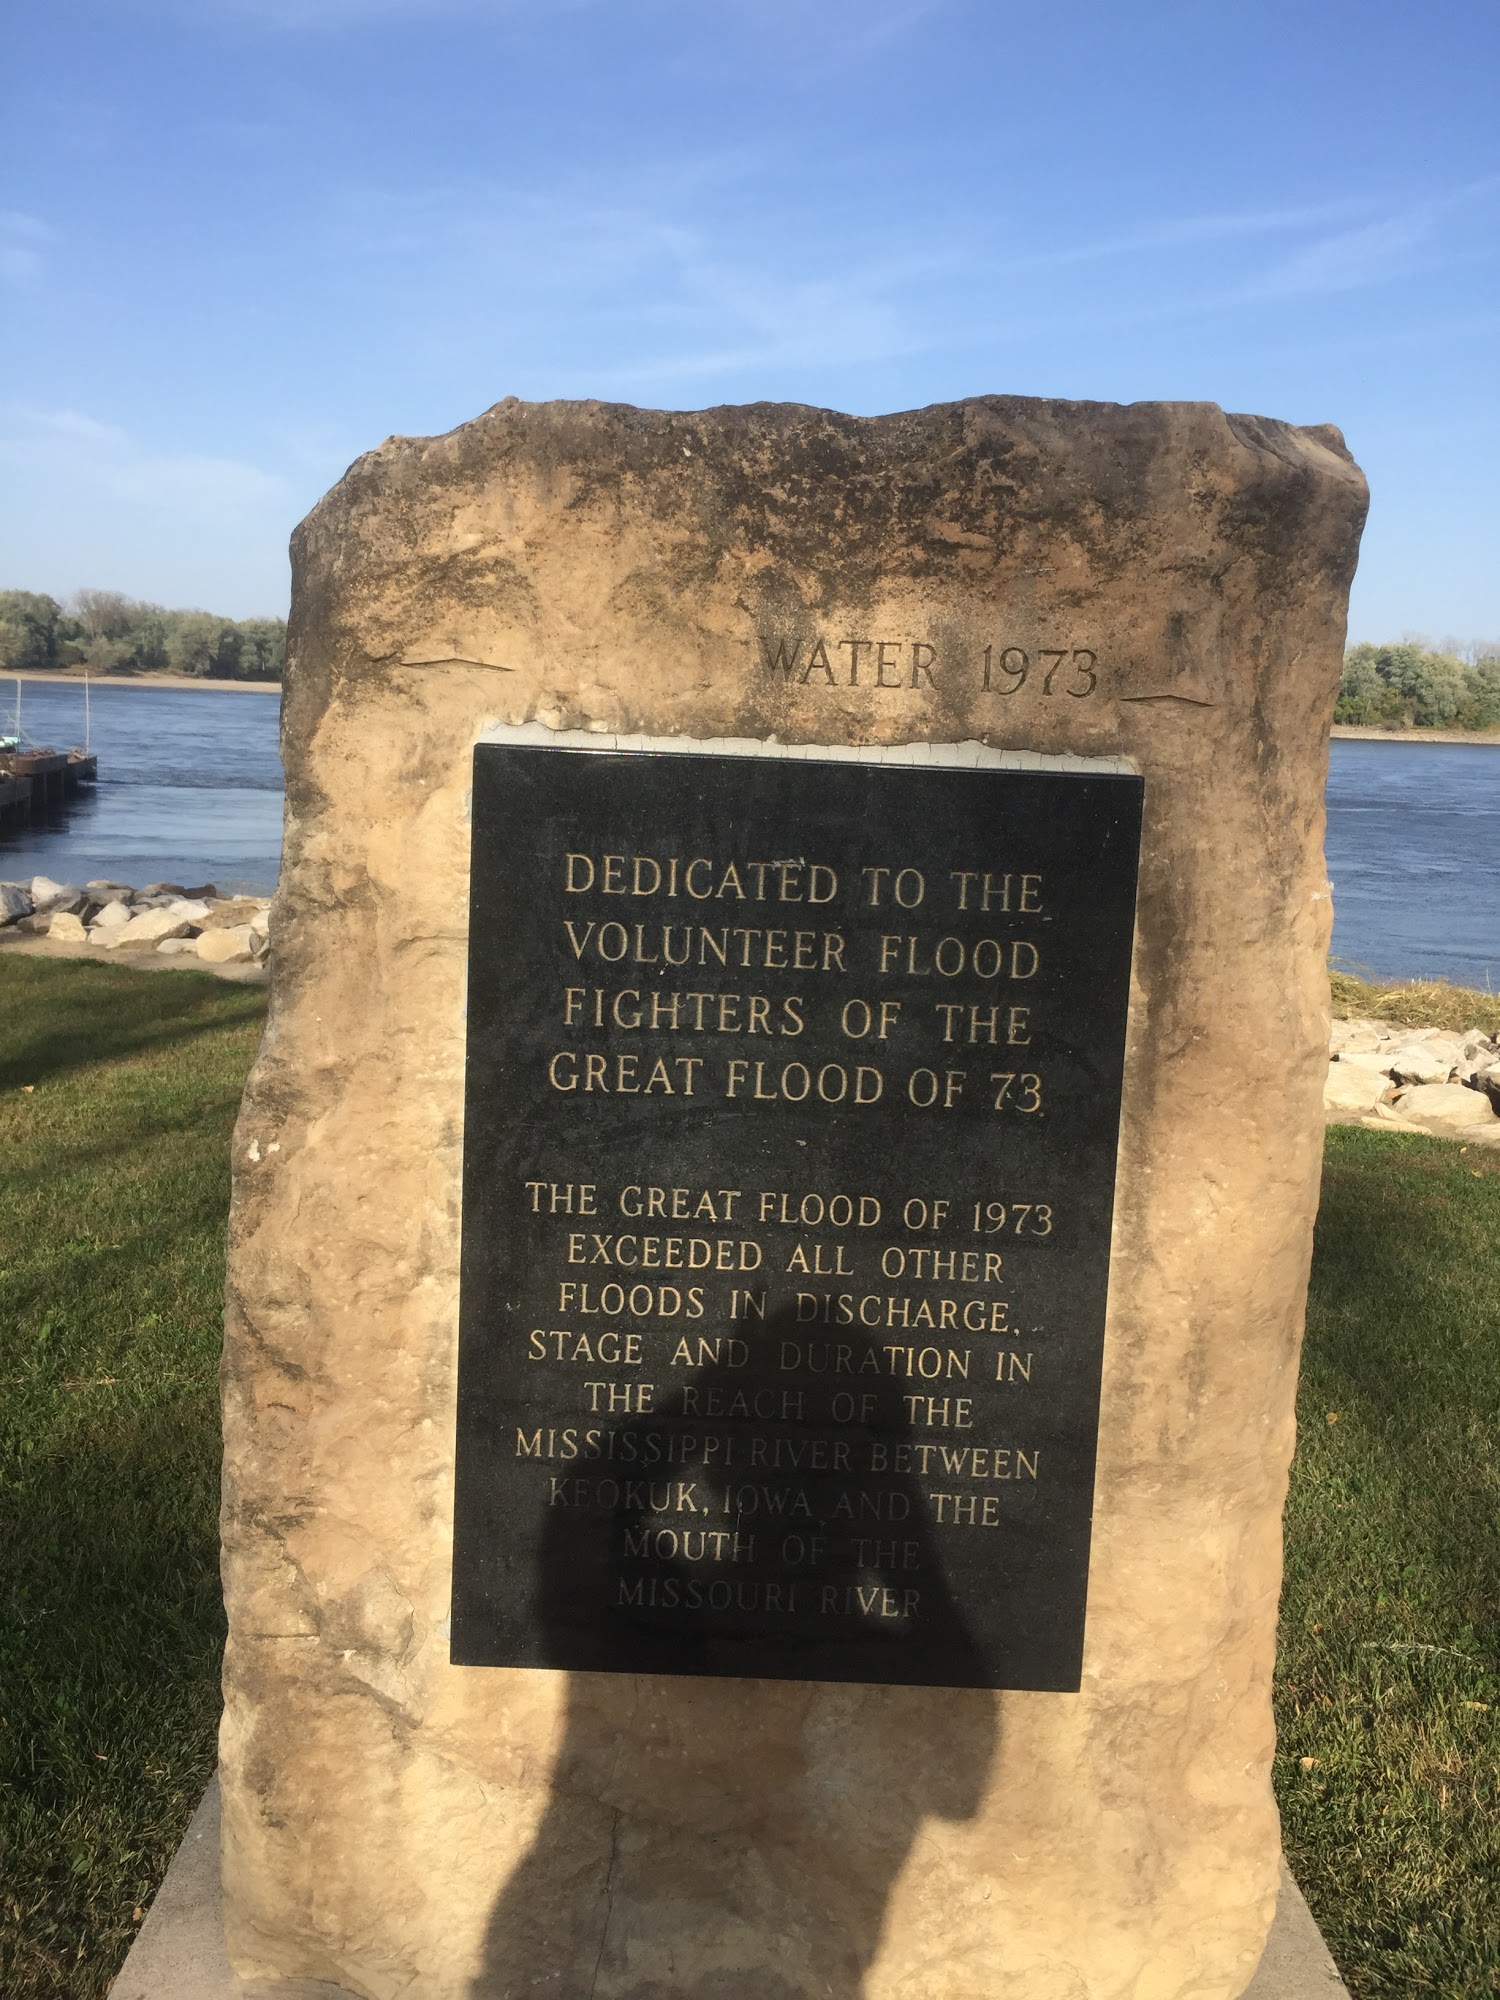 WATER 1973
DEDICATED TO THE
VOLUNTEER FLOOD
FIGHTERS OF THE
GREAT FLOOD OF 73
THE GREAT FLOOD OF 1973
EXCEEDED ALL OTHER
FLOODS IN DISCHARGE,
STAGE AND DURATION IN
THE REACH OF THE
MISSISSIPPI RIVER BETWEEN
KEOKUK, IOWA AND THE
MOUTH OF THE
MISSOURI RIVER